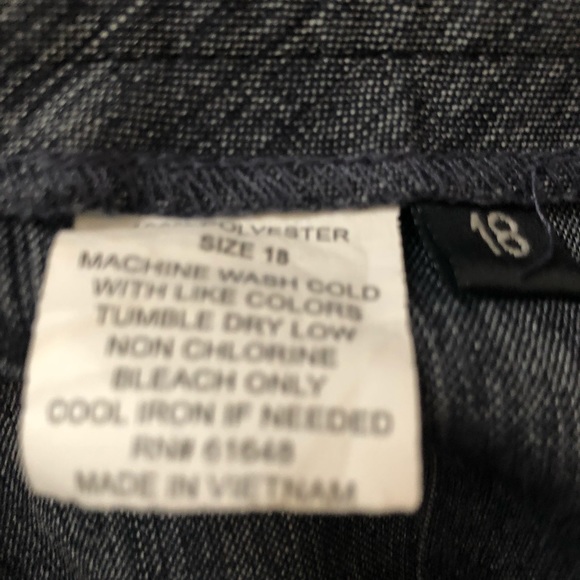 POLYESTER
SIZE 18
MACHINE WASH COLD
WITH LIKE COLORS
TUMBLE DRY LOW
NON CHLORINE
BLEACH ONLY
COOL IRON IF NEEDED
RN# 61648
MADE IN VIETNAM
18